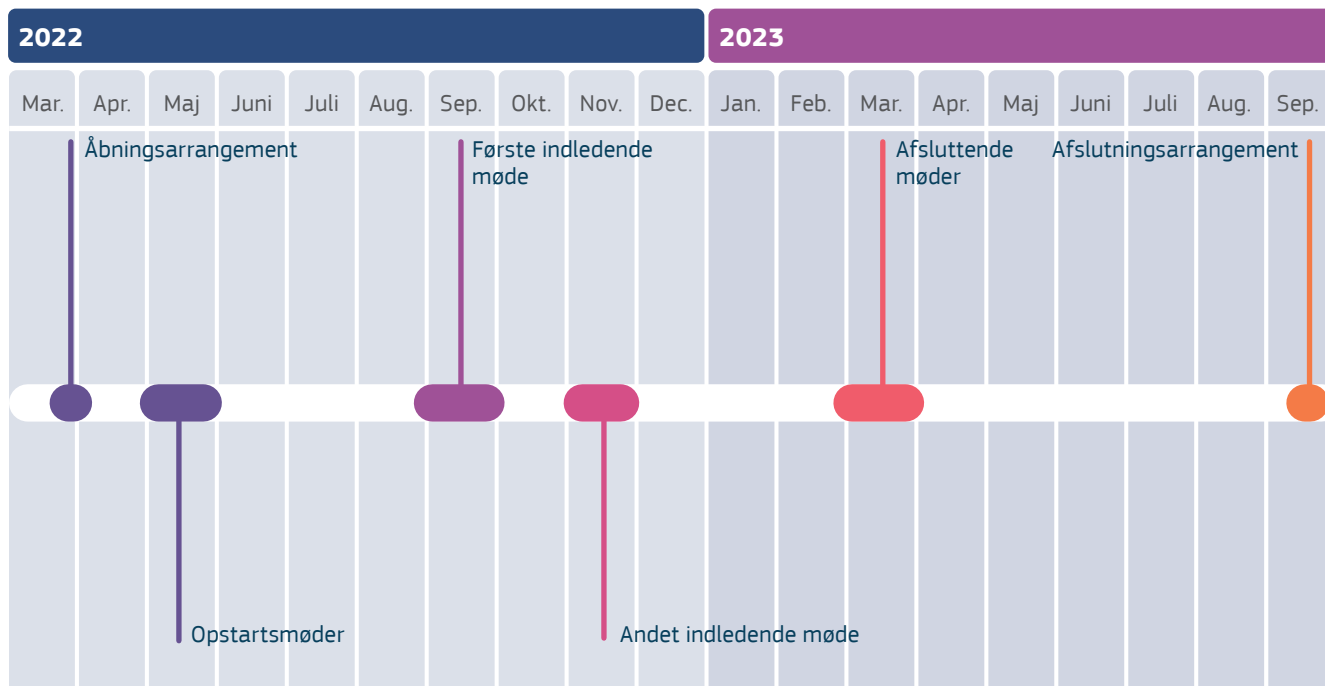 2022
2023
Mar.
Apr.
Maj
Juni
Juli
Aug.
Sep.
Okt.
Nov.
Dec.
Jan.
Feb.
Mar.
Apr.
Maj
Juni
Juli
Aug.
Sep.
Åbningsarrangement
Første indledende
møde
Afsluttende
møder
Afslutningsarrangement
Opstartsmøder
Andet indledende møde